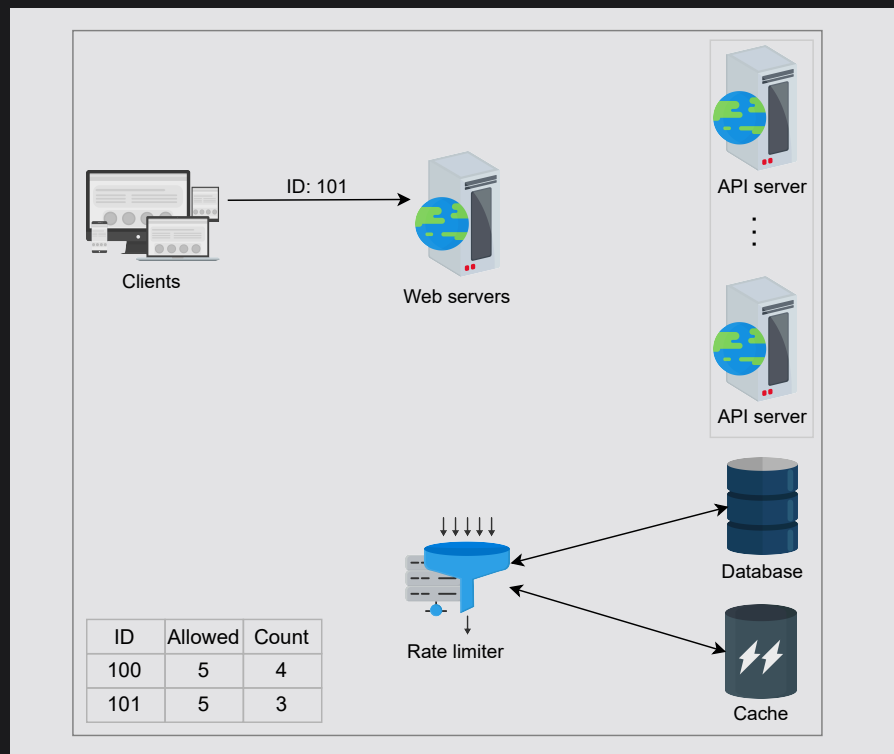 API server
ID: 101
Clients
Web servers
API server
Database
Rate limiter
Cache
ID Allowed Count
100 5 4
101 5 3